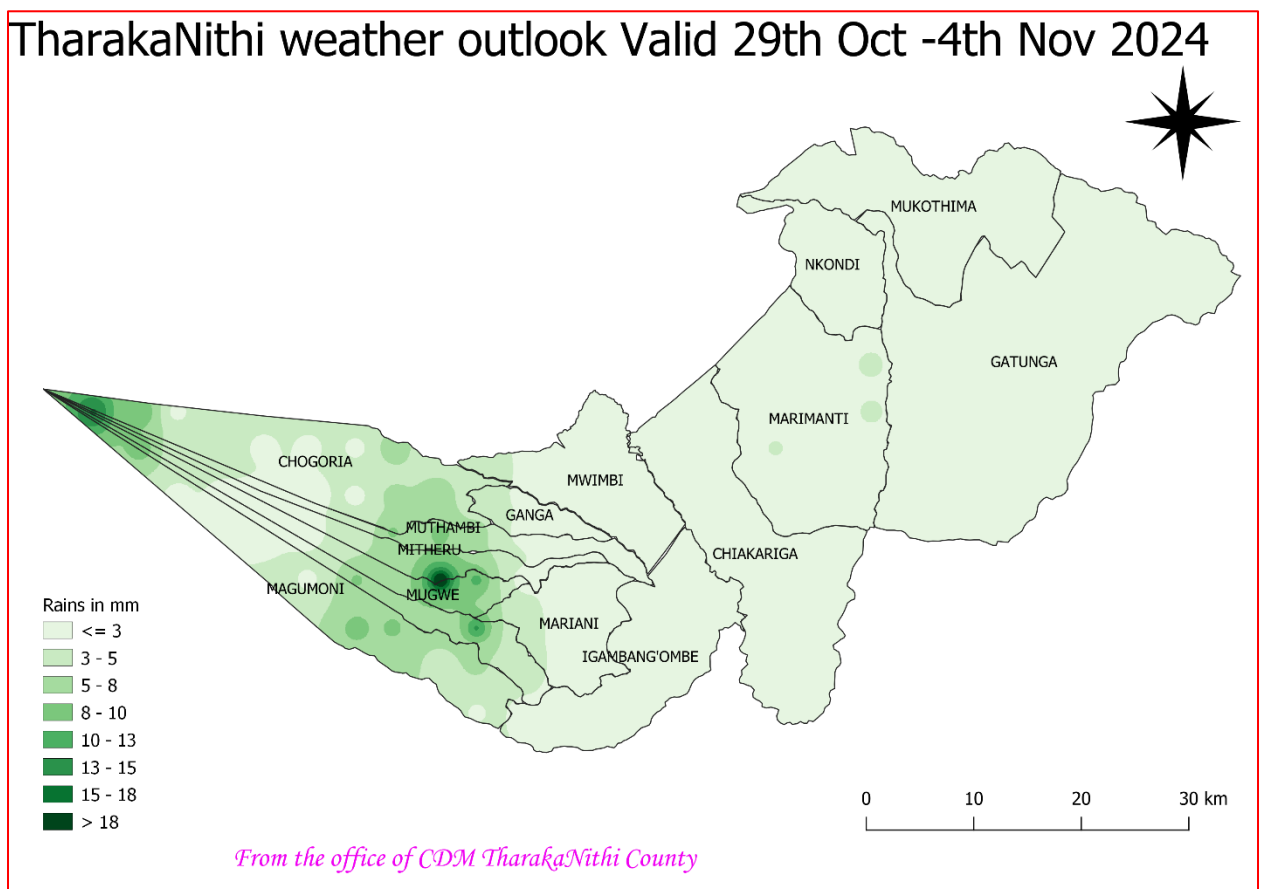 TharakaNithi weather outlook Valid 29th Oct -4th Nov 2024
MUKOTHIMA
NKONDI
GATUNGA
MARIMANTI
CHOGORIA
MWIMBI
GANGA
MUTHAMBI
MITHERU
CHIAKARIGA
MAGUMONI
MUGWE
MARIANI
IGAMBANG'OMBE
Rains in mm
<= 3
3 - 5
5 - 8
8 - 10
10 - 13
13 - 15
15 - 18
> 18
0 10 20 30 km
From the office of CDM TharakaNithi County